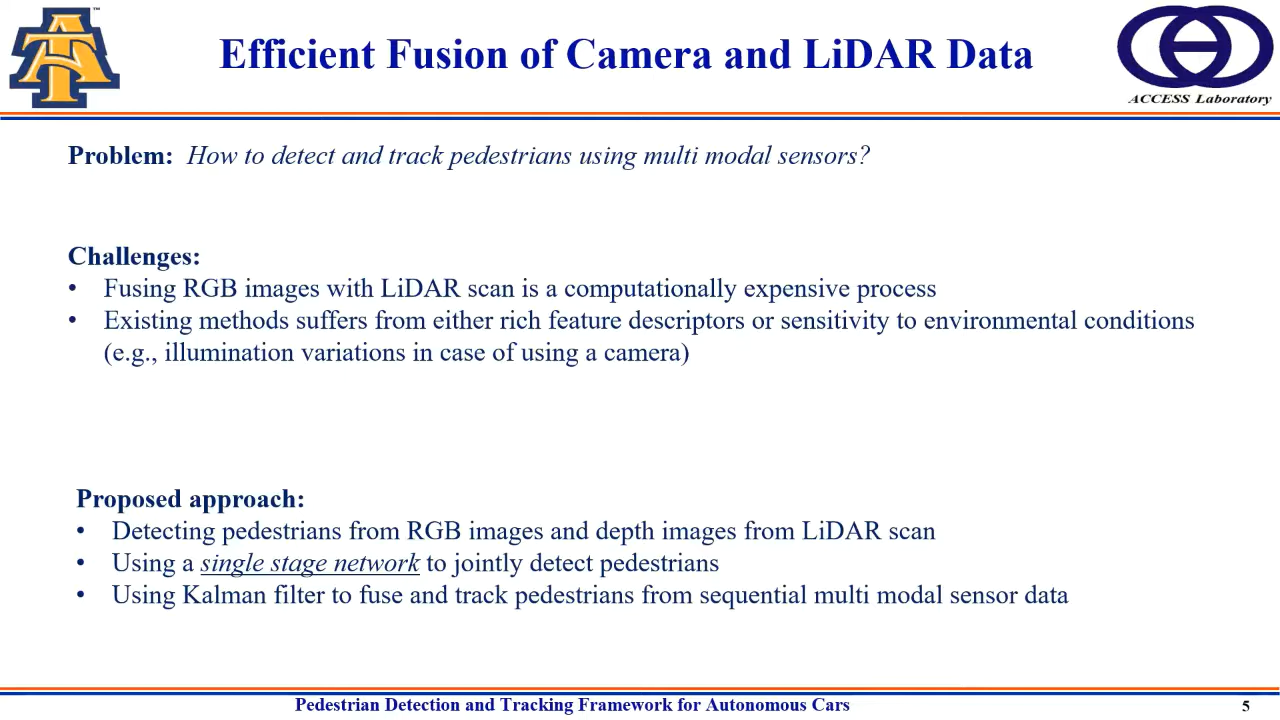 Efficient Fusion of Camera and LiDAR Data
AT
™
ACCESS Laboratory
Problem: How to detect and track pedestrians using multi modal sensors?
Challenges:
• Fusing RGB images with LiDAR scan is a computationally expensive process
• Existing methods suffers from either rich feature descriptors or sensitivity to environmental conditions
(e.g., illumination variations in case of using a camera)
Proposed approach:
• Detecting pedestrians from RGB images and depth images from LiDAR scan
• Using a single stage network to jointly detect pedestrians
• Using Kalman filter to fuse and track pedestrians from sequential multi modal sensor data
Pedestrian Detection and Tracking Framework for Autonomous Cars
5